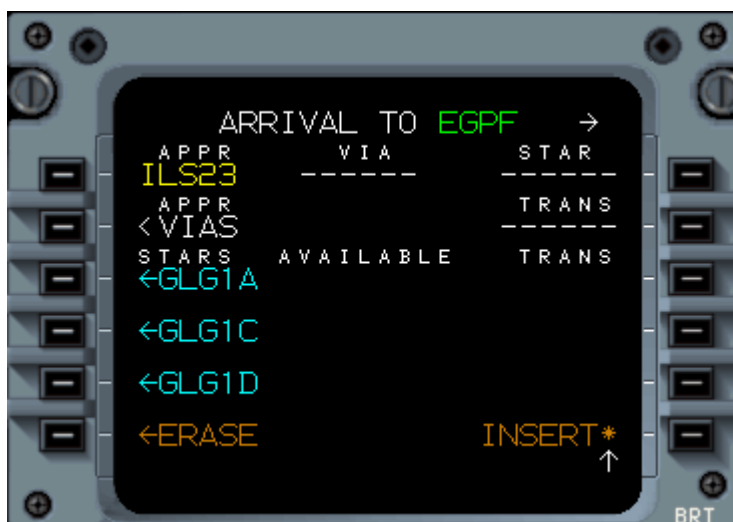 ARRIVAL TO EGPF →
APPR VIA STAR
ILS23 ------ ------
APPR TRANS
<VIAS ------
STARS AVAILABLE TRANS
←GLG1A
←GLG1C
←GLG1D
←ERASE INSERT*
↑
BRT